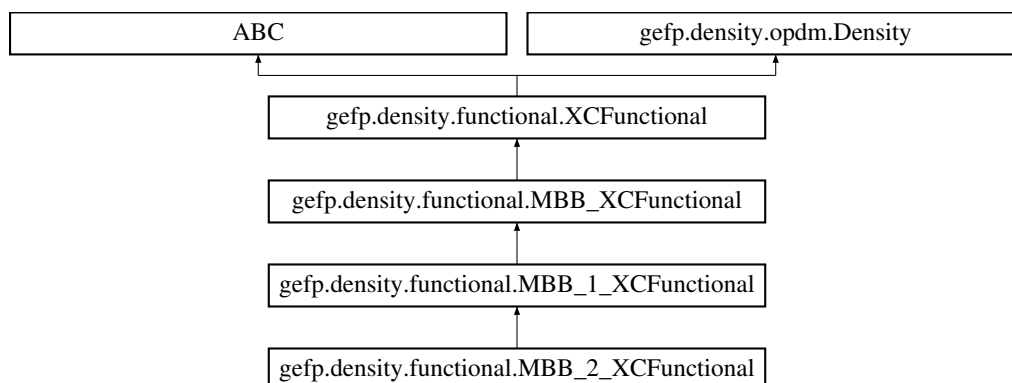 ABC
gefp.density.opdm.Density
gefp.density.functional.XCFunctional
gefp.density.functional.MBB_XCFunctional
gefp.density.functional.MBB_1_XCFunctional
gefp.density.functional.MBB_2_XCFunctional